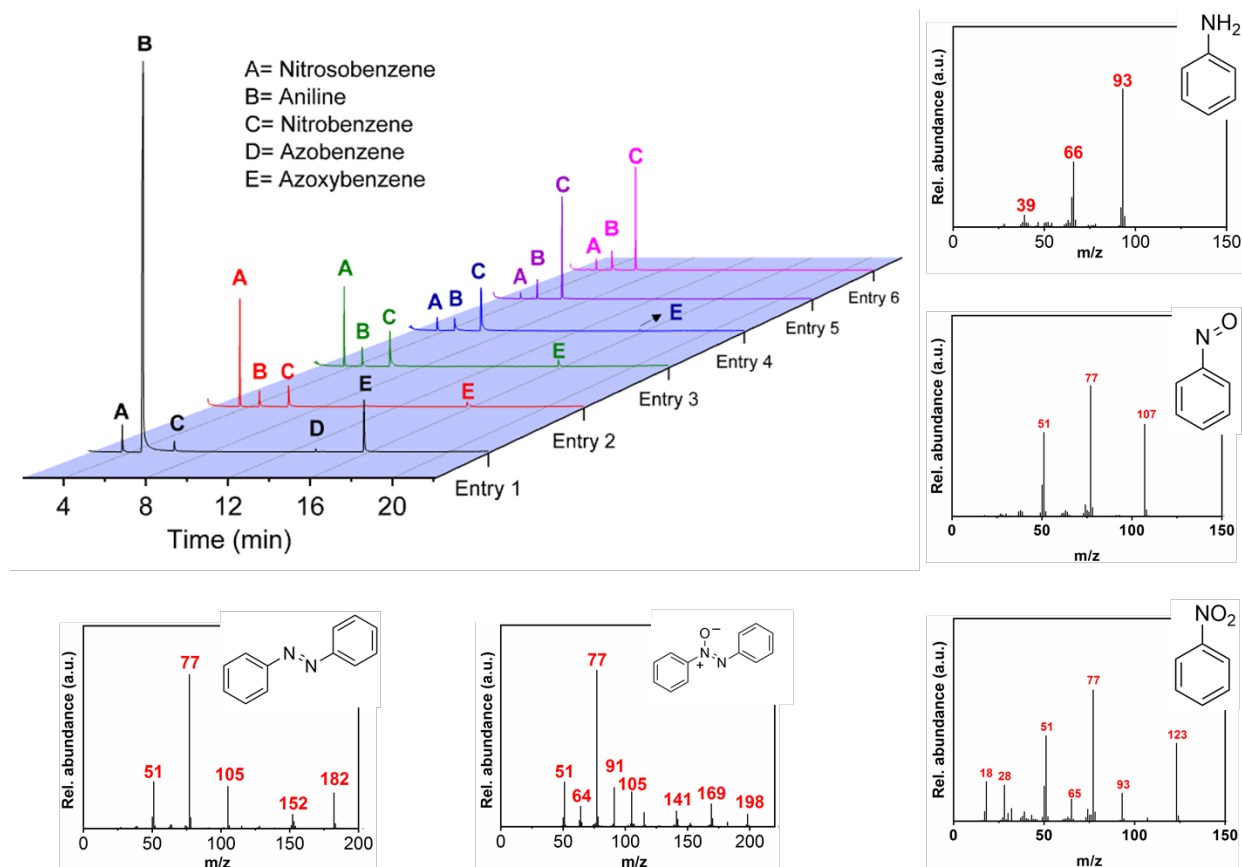 B
A= Nitrosobenzene
B= Aniline
C= Nitrobenzene
D= Azobenzene
E= Azoxybenzene
A
B
C
D
E
Entry 1
A
B
C
E
Entry 2
A
B
C
E
Entry 3
A
B
C
E
Entry 4
A
B
C
Entry 5
A
B
C
Entry 6
4 8 12 16 20
Time (min)
NH2
Rel. abundance (a.u.)
93
66
39
0 50 100 150
m/z
N O
Rel. abundance (a.u.)
77
107
51
0 50 100 150
m/z
N N
Rel. abundance (a.u.)
77
51
105
152
182
0 50 100 150 200
m/z
O−
N+ N
Rel. abundance (a.u.)
77
51
64
91
105
141
169
198
0 50 100 150 200
m/z
NO2
Rel. abundance (a.u.)
77
51
123
18
28
65
93
0 50 100 150
m/z